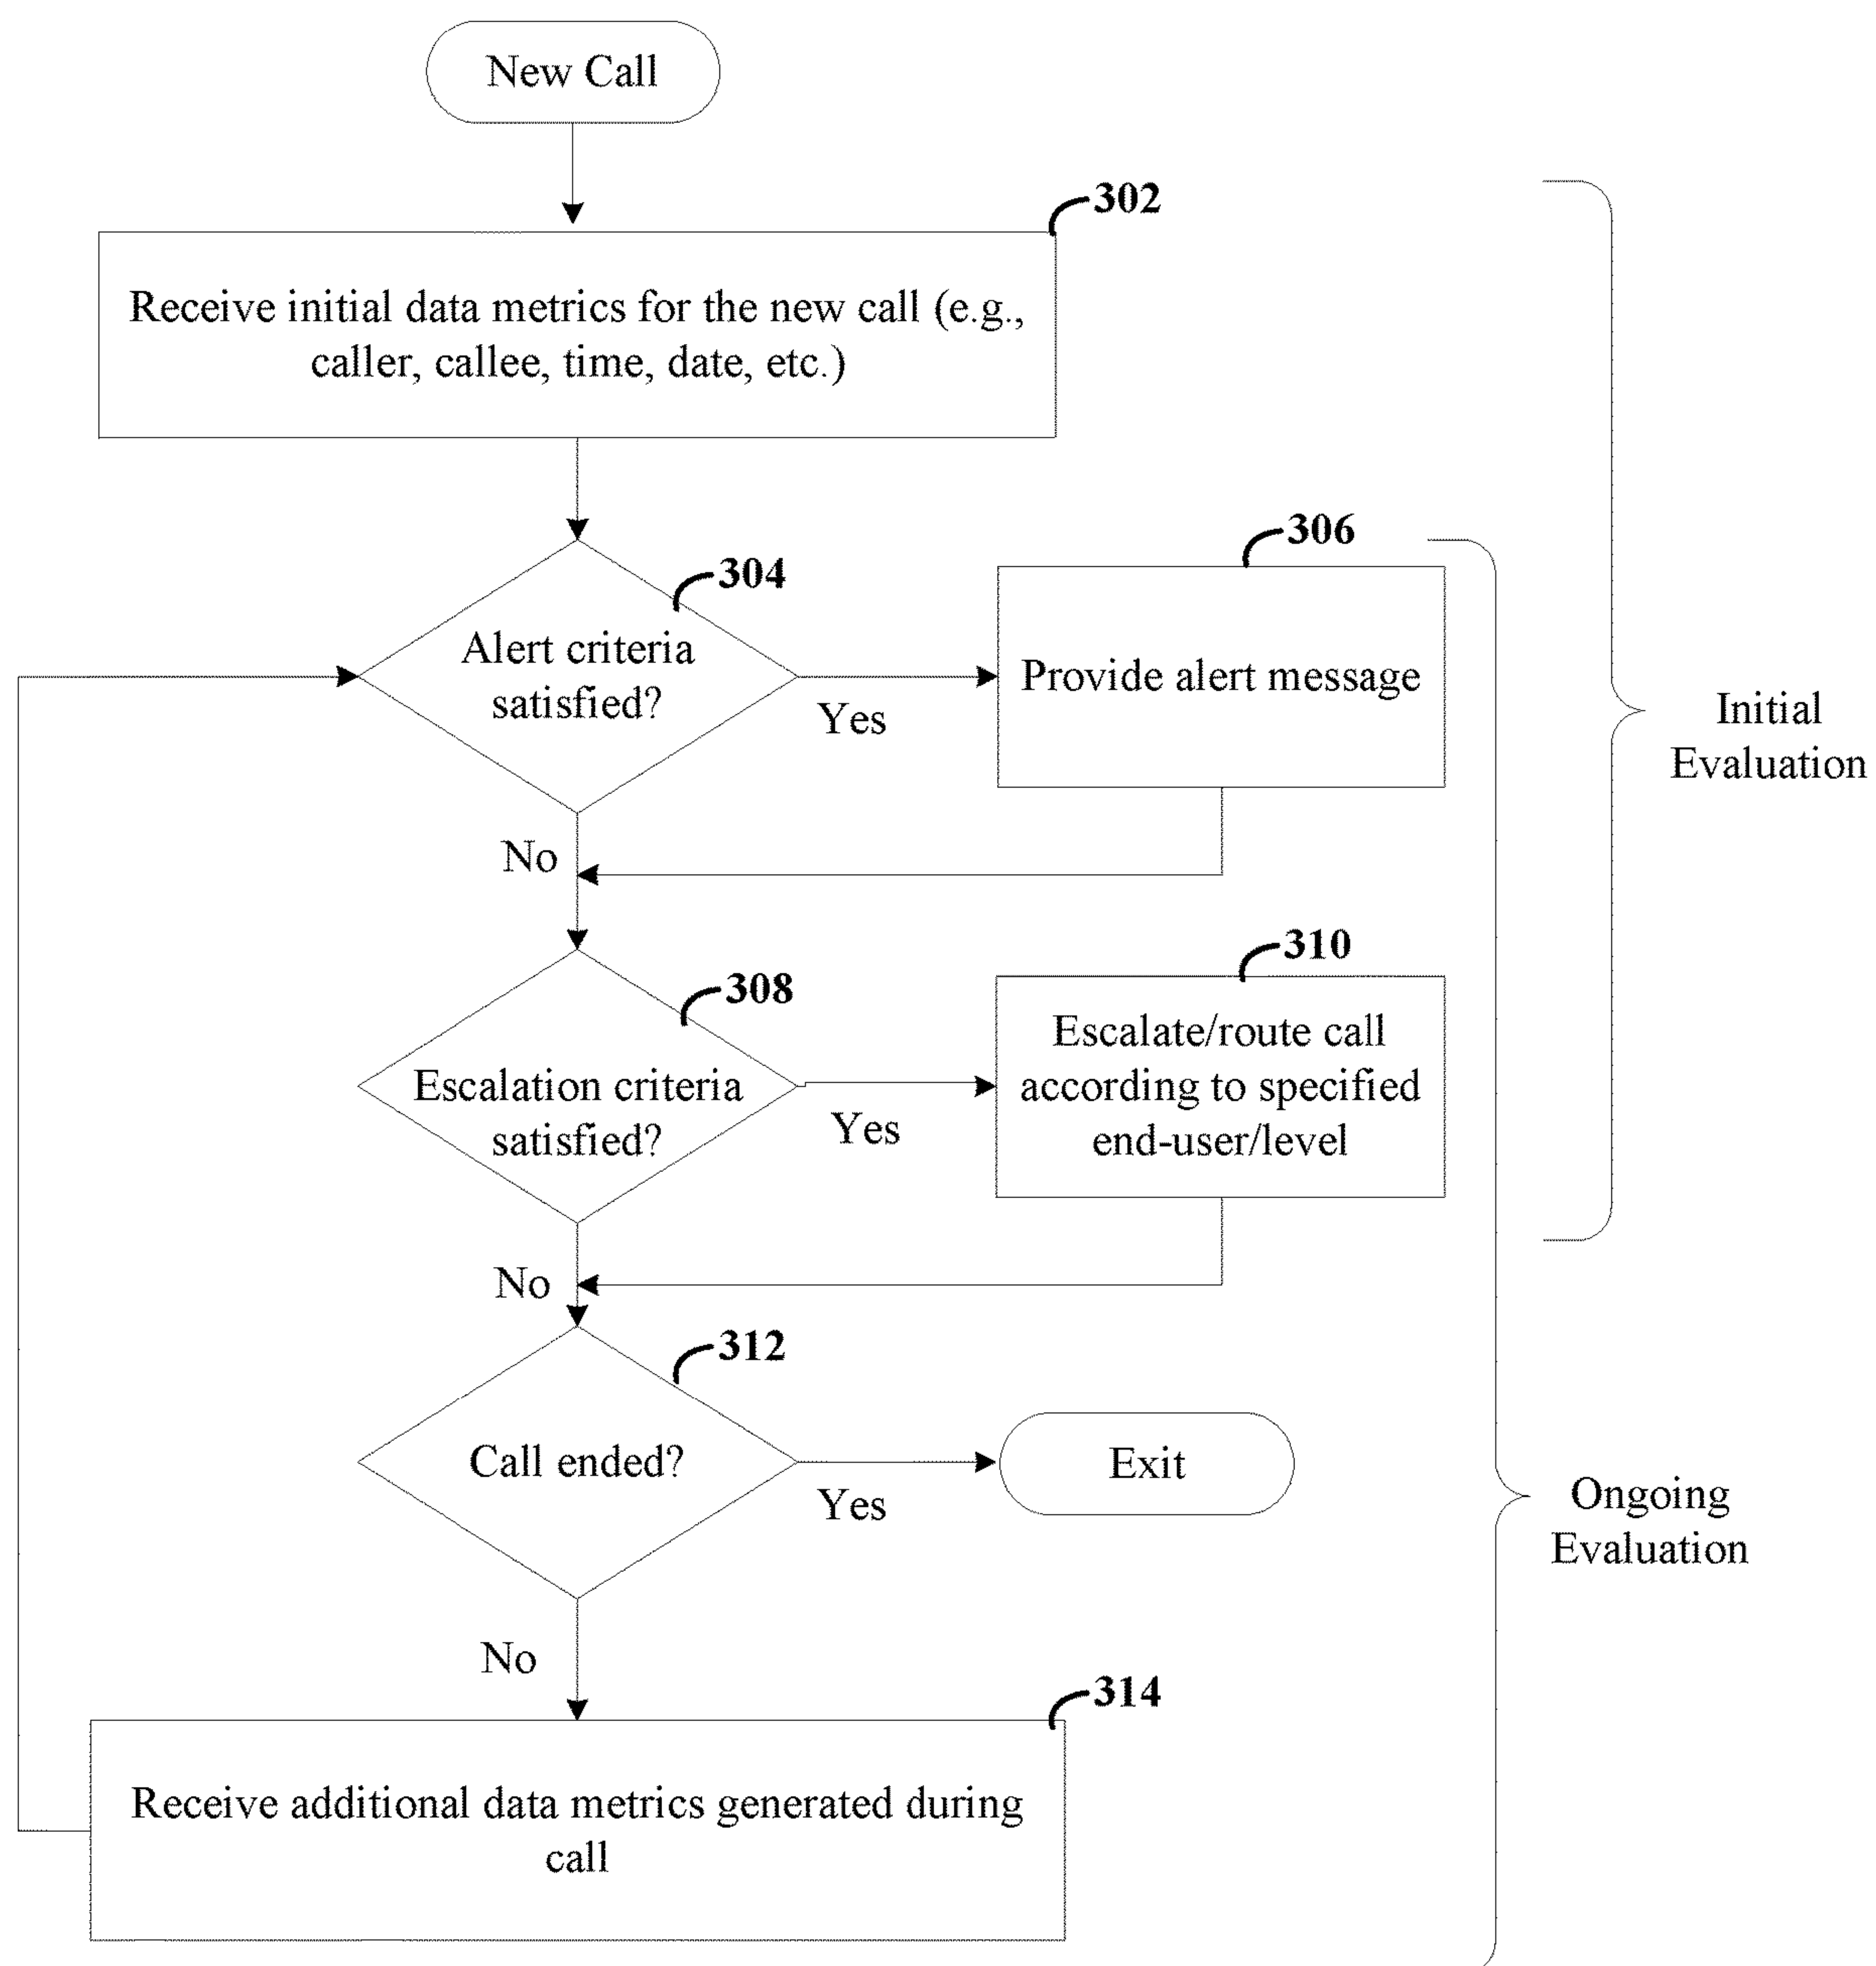 New Call
302
Receive initial data metrics for the new call (e.g.,
caller, callee, time, date, etc.)
304
Alert criteria
satisfied?
Yes
306
Provide alert message
Initial
Evaluation
No
308
Escalation criteria
satisfied?
Yes
310
Escalate/route call
according to specified
end-user/level
No
312
Call ended?
Yes
Exit
Ongoing
Evaluation
No
314
Receive additional data metrics generated during
call